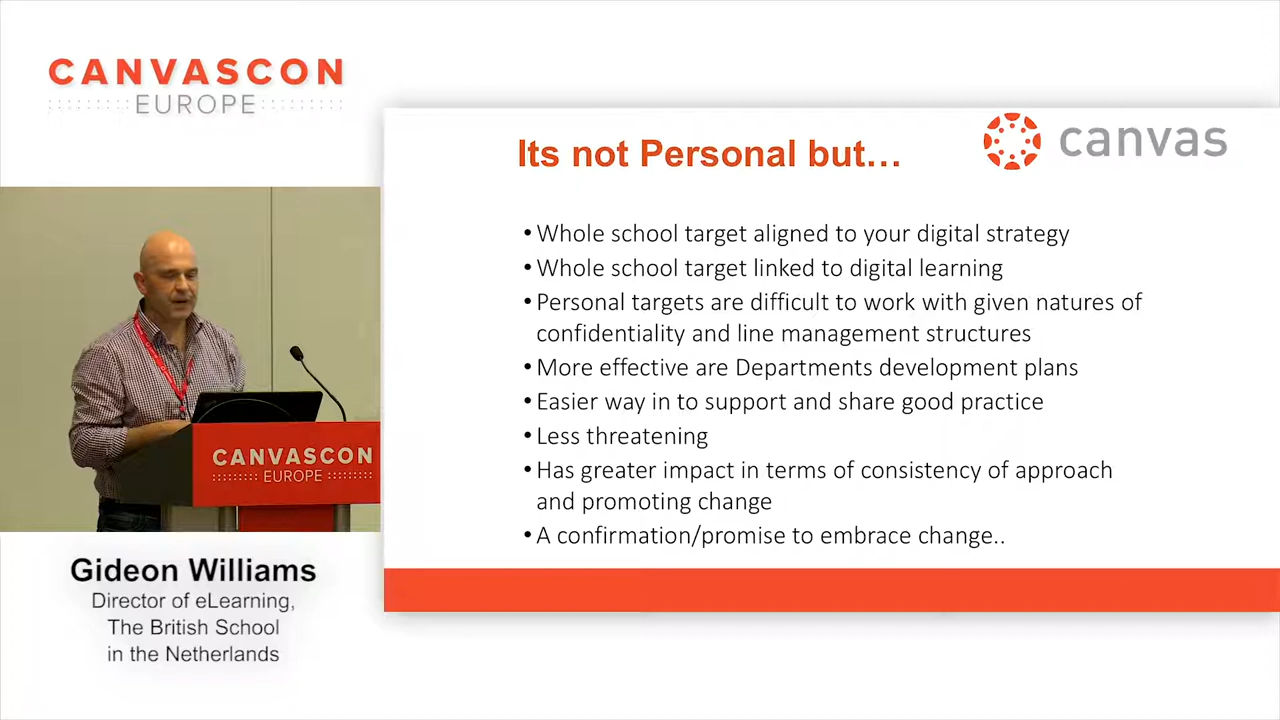 CANVASCON
EUROPE
Its not Personal but...
canvas
• Whole school target aligned to your digital strategy
• Whole school target linked to digital learning
• Personal targets are difficult to work with given natures of
confidentiality and line management structures
• More effective are Departments development plans
• Easier way in to support and share good practice
• Less threatening
• Has greater impact in terms of consistency of approach
and promoting change
• A confirmation/promise to embrace change..
CANVASCON
EUROPE
Gideon Williams
Director of eLearning,
The British School
in the Netherlands